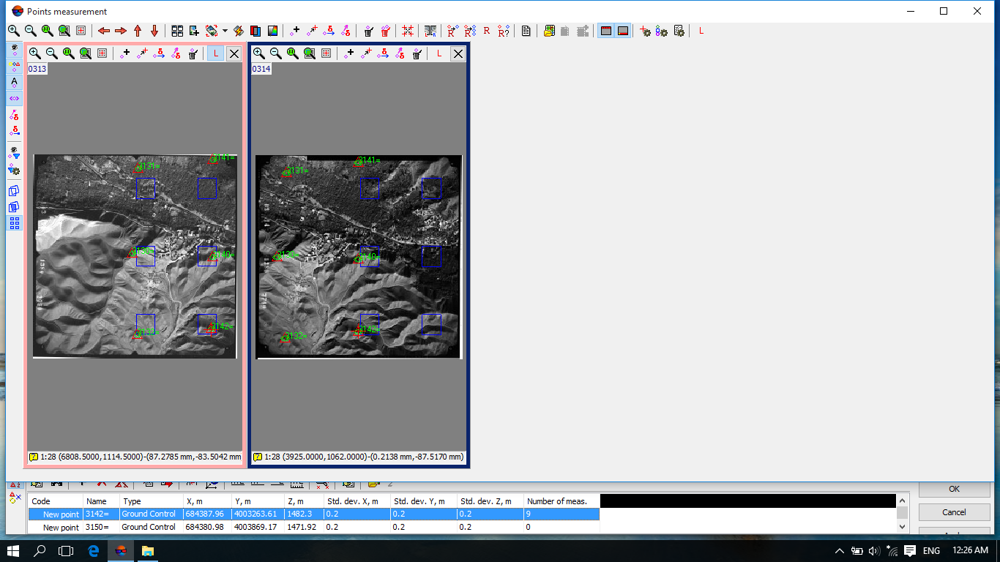 Points measurement
L
L
L
0313
0314
A
3131=
3141=
3140=
3142=
3131=
3141=
3140=
3132=
3142=
1:28 (6808.5000,1114.5000)-(87.2785 mm,-83.5042 mm
1:28 (3925.0000,1062.0000)-(0.2138 mm,-87.5170 mm)
Code Name Type X, m Y, m Z, m Std. dev. X, m Std. dev. Y, m Std. dev. Z, m Number of meas.
New point 3142= Ground Control 684387.96 4003263.61 1482.3 0.2 0.2 0.2 9
New point 3150= Ground Control 684380.98 4003869.17 1471.92 0.2 0.2 0.2 0
OK
Cancel
ENG
12:26 AM